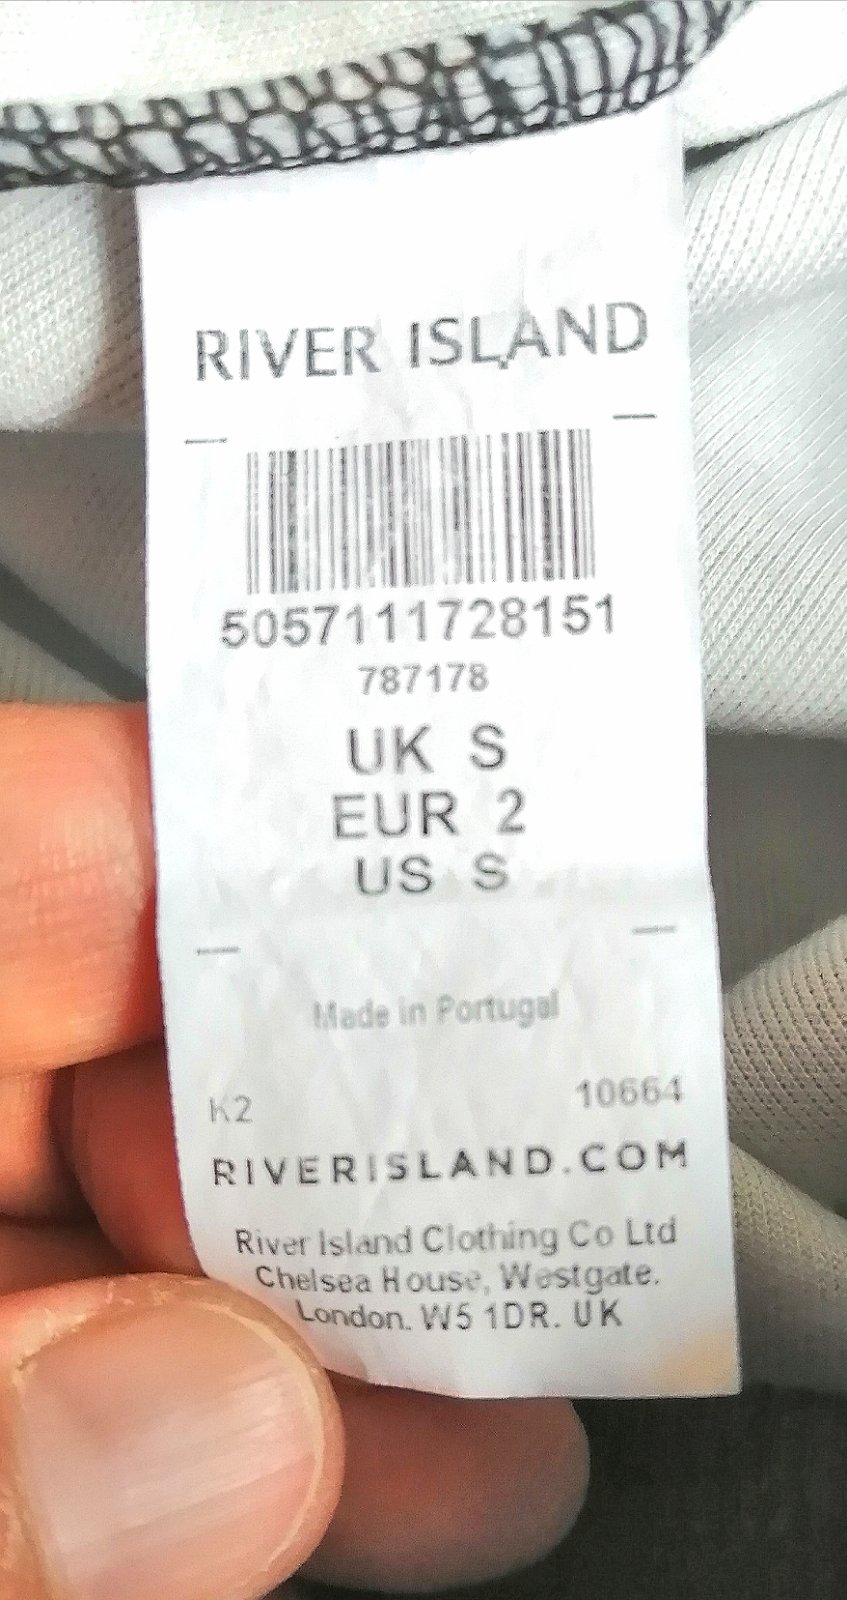 RIVER ISLAND
5057111728151
787178
UK S
EUR 2
US S
Made in Portugal
K2 10664
RIVERISLAND.COM
River Island Clothing Co Ltd
Chelsea House, Westgate.
London. W5 1DR. UK